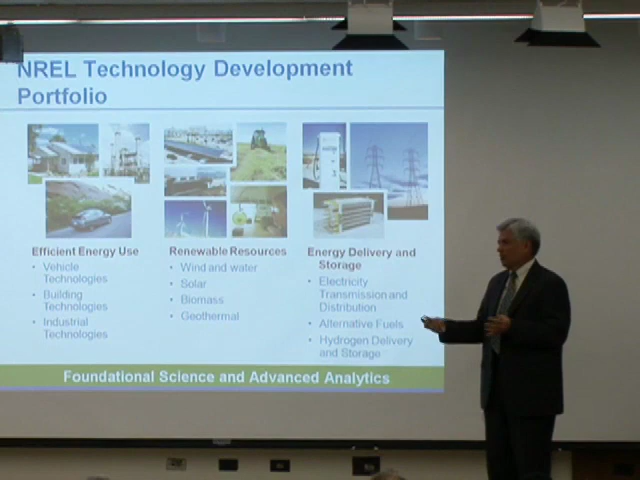 NREL Technology Development
Portfolio
Efficient Energy Use
• Vehicle
Technologies
• Building
Technologies
• Industrial
Technologies
Renewable Resources
• Wind and water
• Solar
• Biomass
• Geothermal
Energy Delivery and
Storage
• Electricity
Transmission and
Distribution
• Alternative Fuels
• Hydrogen Delivery
and Storage
Foundational Science and Advanced Analytics